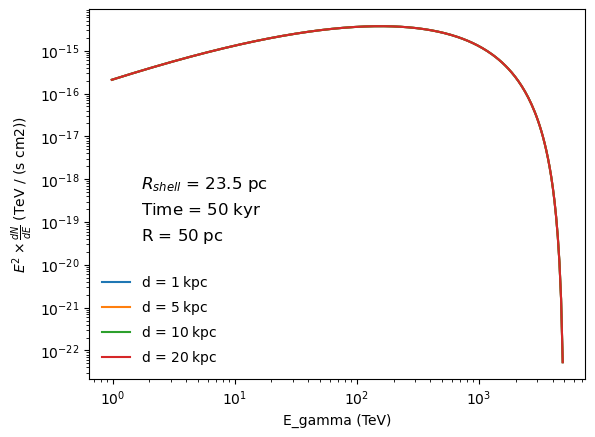 10⁻¹⁵
10⁻¹⁶
10⁻¹⁷
10⁻¹⁸
10⁻¹⁹
10⁻²⁰
10⁻²¹
10⁻²²
E² × dN/dE (TeV / (s cm2))
R_shell = 23.5 pc
Time = 50 kyr
R = 50 pc
d = 1 kpc
d = 5 kpc
d = 10 kpc
d = 20 kpc
10⁰ 10¹ 10² 10³
E_gamma (TeV)